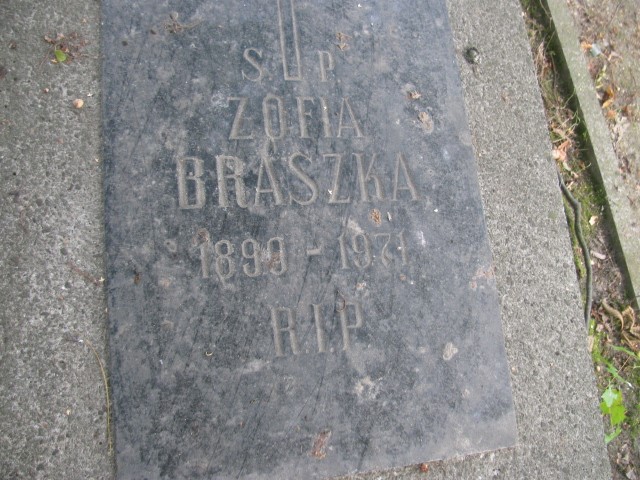 S. P
ZOFIA
BRASZKA
1899-1971
R.I.P.